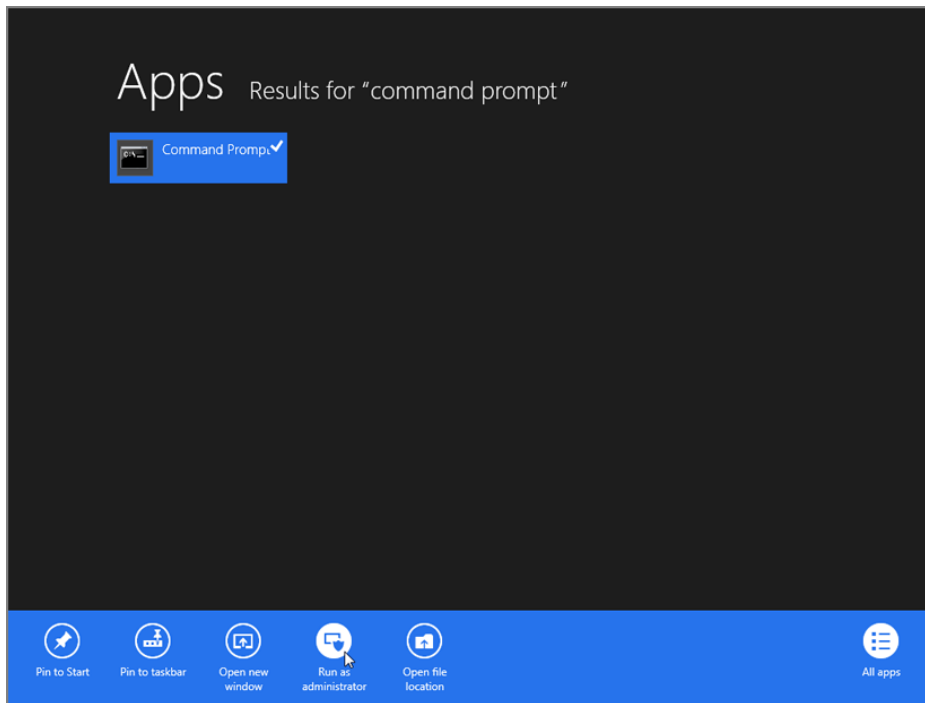 Apps Results for “command prompt”
Command Prompt
Pin to Start
Pin to taskbar
Open new
window
Run as
administrator
Open file
location
All apps